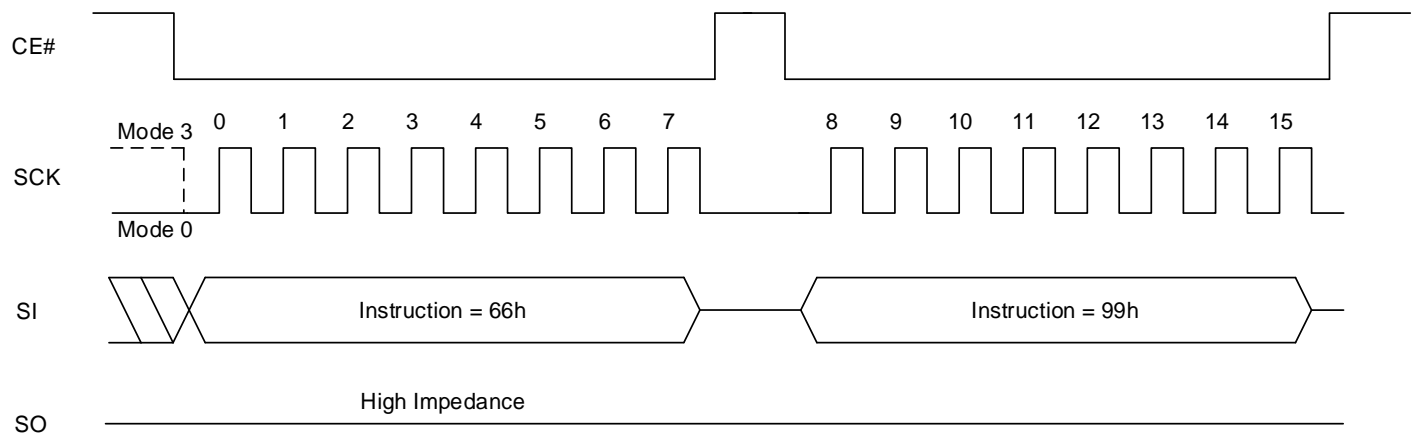 CE#
Mode 3
0 1 2 3 4 5 6 7 8 9 10 11 12 13 14 15
SCK
Mode 0
SI
Instruction = 66h
Instruction = 99h
High Impedance
SO